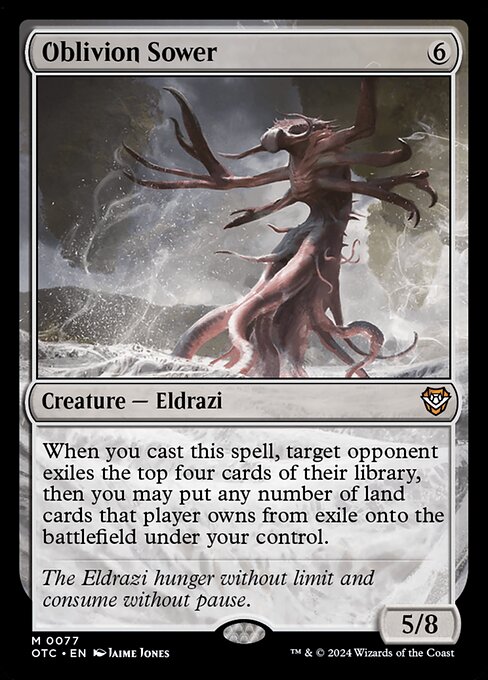 Oblivion Sower 6
Creature — Eldrazi
When you cast this spell, target opponent
exiles the top four cards of their library,
then you may put any number of land
cards that player owns from exile onto the
battlefield under your control.
The Eldrazi hunger without limit and
consume without pause.
5/8
M 0077
OTC • EN Jaime Jones
™ & © 2024 Wizards of the Coast